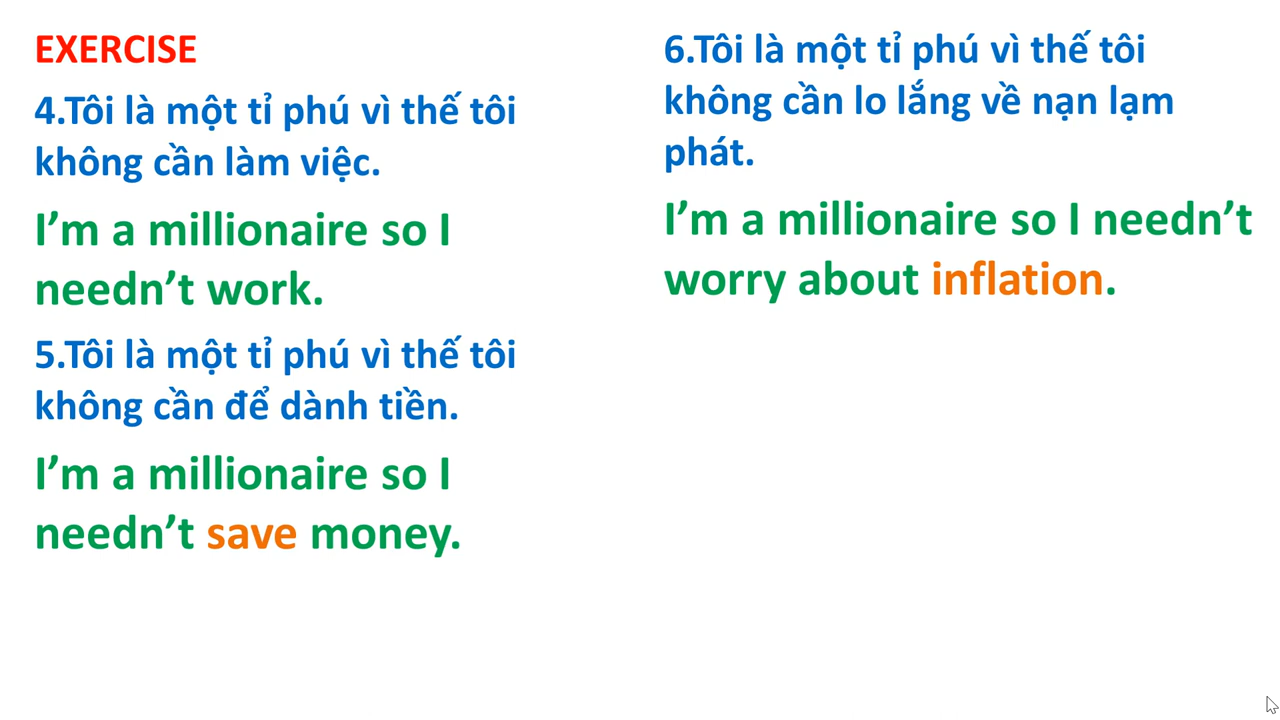 EXERCISE
4.Tôi là một tỉ phú vì thế tôi
không cần làm việc.
I’m a millionaire so I
needn’t work.
5.Tôi là một tỉ phú vì thế tôi
không cần để dành tiền.
I’m a millionaire so I
needn’t save money.
6.Tôi là một tỉ phú vì thế tôi
không cần lo lắng về nạn lạm
phát.
I’m a millionaire so I needn’t
worry about inflation.